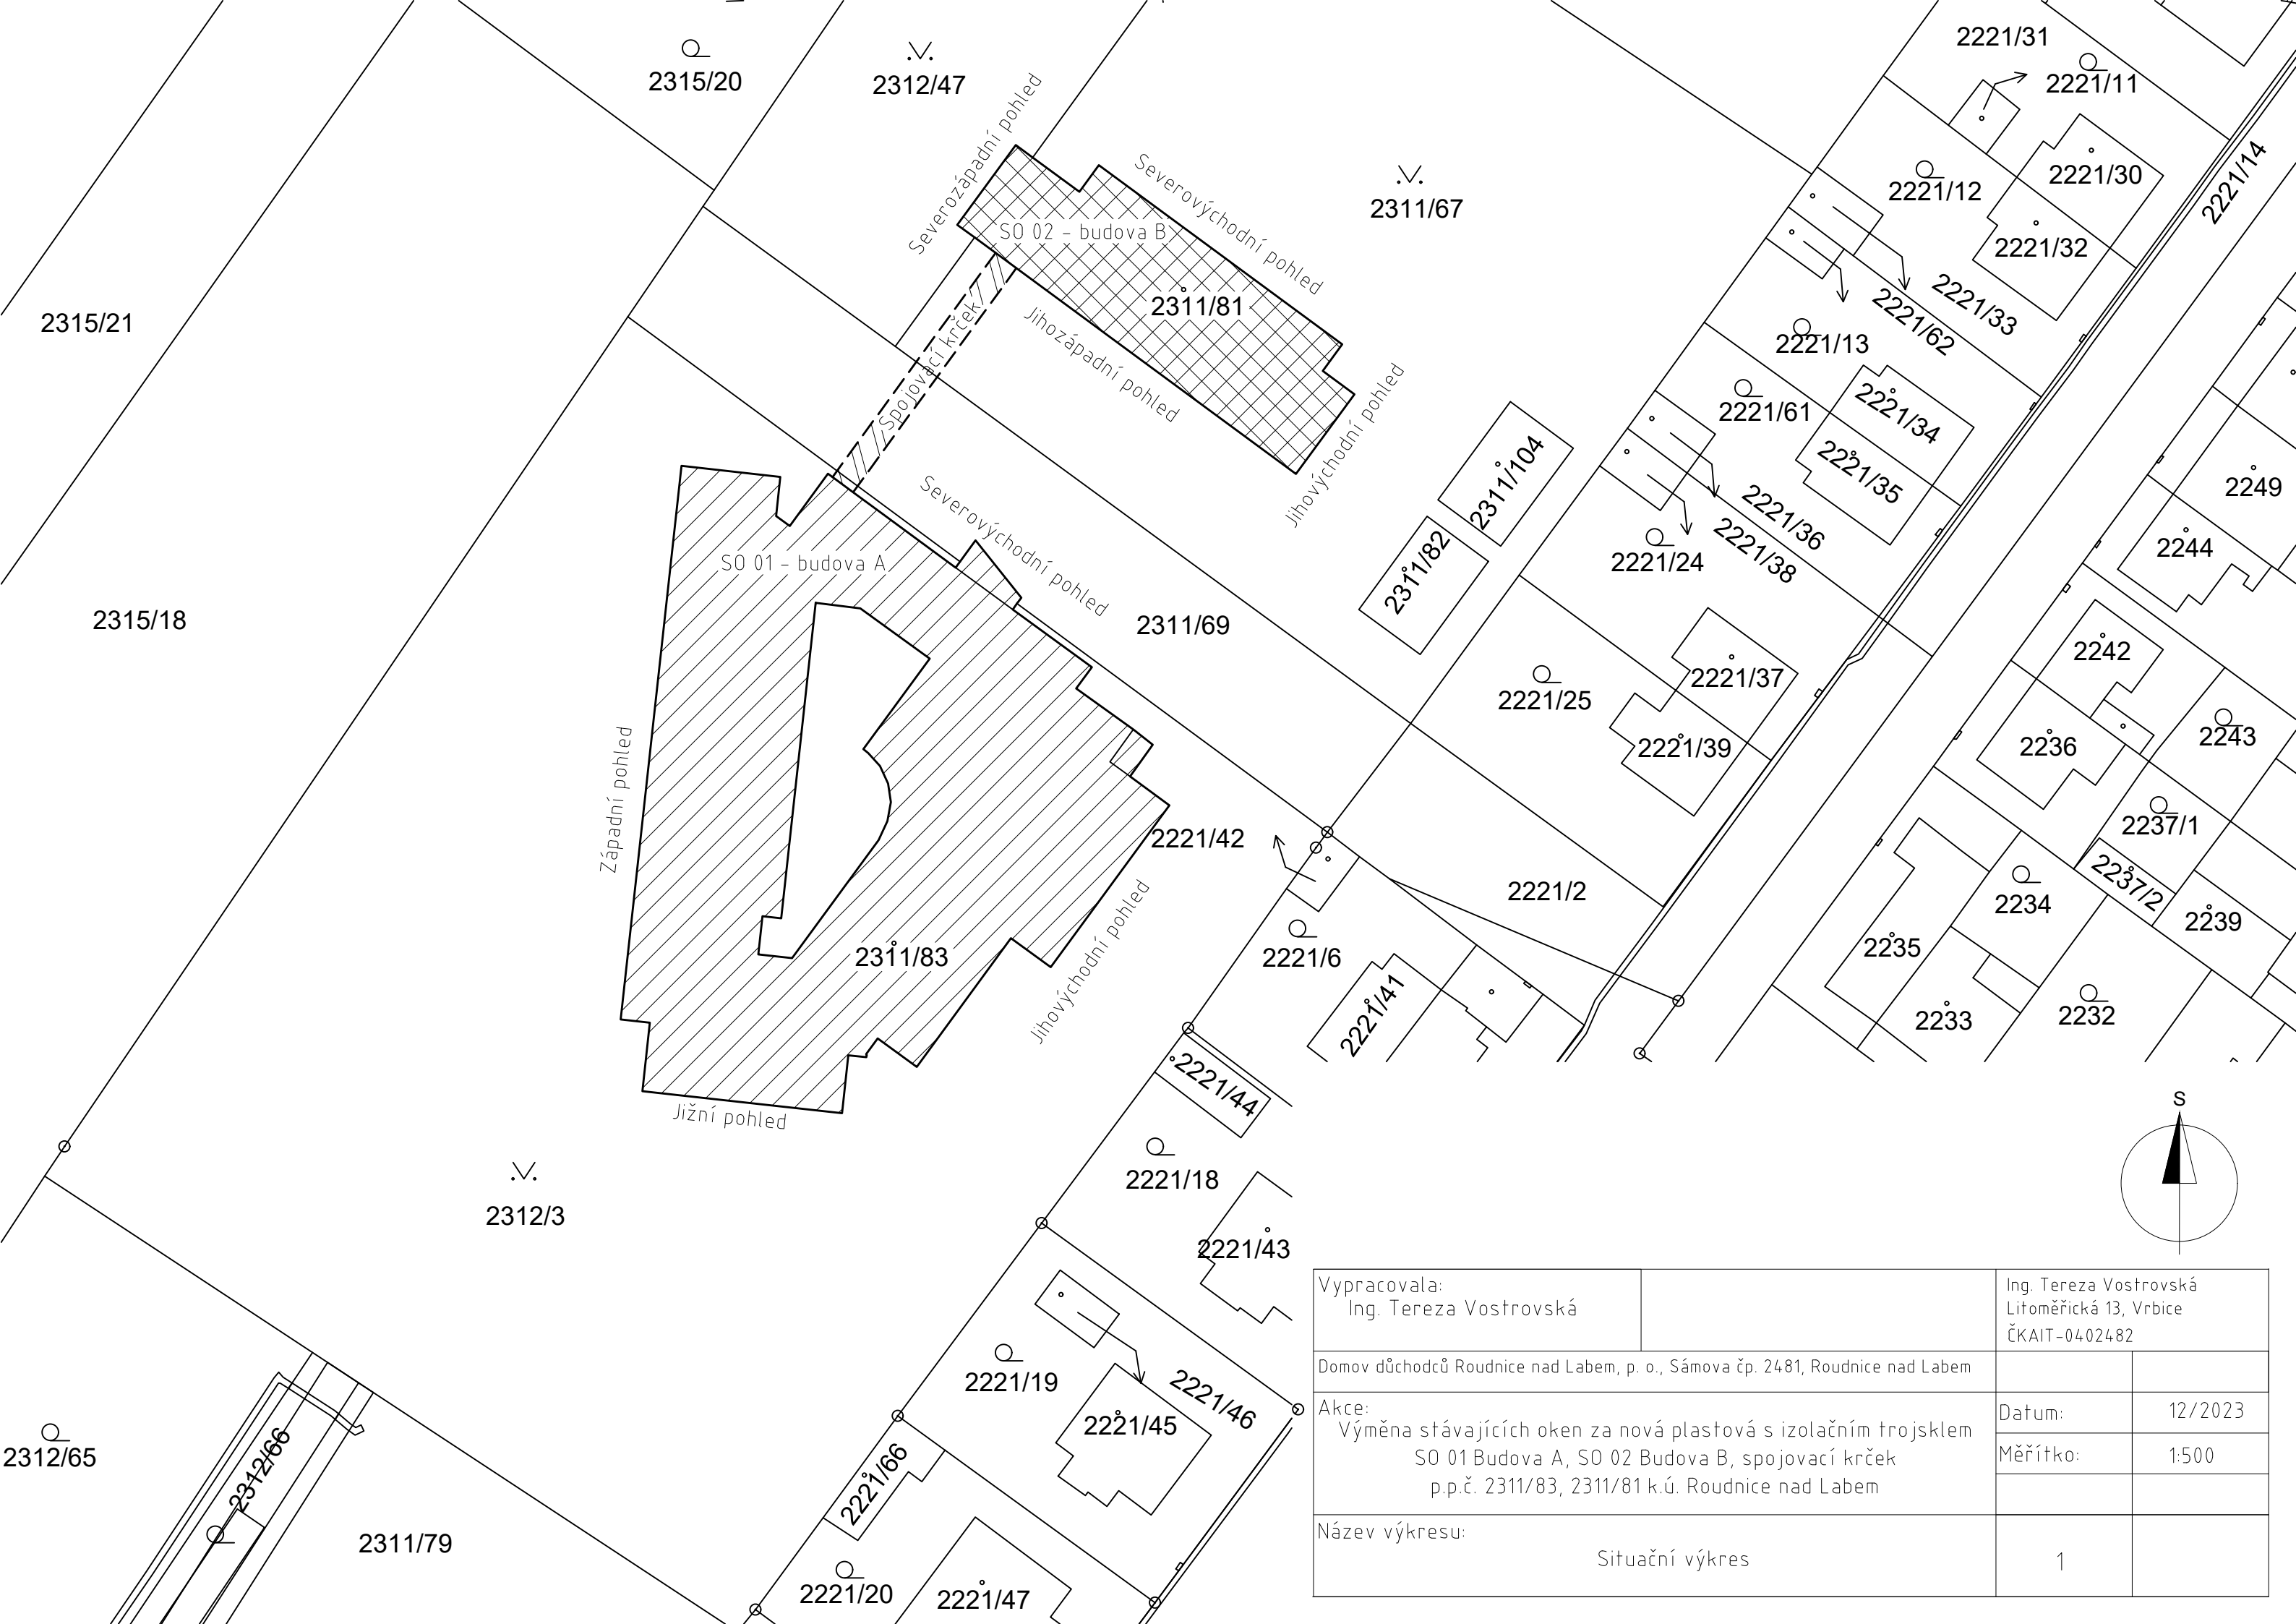 2221/31
2315/20
2312/47
2221/11
2311/67
2221/12
2221/30
2221/14
Severozápadní pohled
Severovýchodní pohled
SO 02 - budova B
2221/32
2311/81
2221/33
2221/62
2315/21
2221/13
Spojovací krček
Jihozápadní pohled
Jihovýchodní pohled
2221/61
2221/34
2221/35
2311/104
2249
2221/36
2221/38
2244
SO 01 - budova A
Severovýchodní pohled
2311/82
2221/24
2315/18
2311/69
2242
2221/37
2221/25
2243
2236
2221/39
Západní pohled
2221/42
2237/1
2237/2
2221/2
2234
2239
2235
2311/83
2221/6
Jihovýchodní pohled
2221/41
2233
2232
2221/44
Jižní pohled
S
2221/18
2312/3
2221/43
2221/19
2221/46
2221/45
2312/65
2312/66
2221/66
2311/79
2221/20
2221/47
Vypracovala:
Ing. Tereza Vostrovská
Ing. Tereza Vostrovská
Litoměřická 13, Vrbice
ČKAIT-0402482
Domov důchodců Roudnice nad Labem, p. o., Sámova čp. 2481, Roudnice nad Labem
Akce:
Výměna stávajících oken za nová plastová s izolačním trojsklem
SO 01 Budova A, SO 02 Budova B, spojovací krček
p.p.č. 2311/83, 2311/81 k.ú. Roudnice nad Labem
Datum: 12/2023
Měřítko: 1:500
Název výkresu:
Situační výkres
1